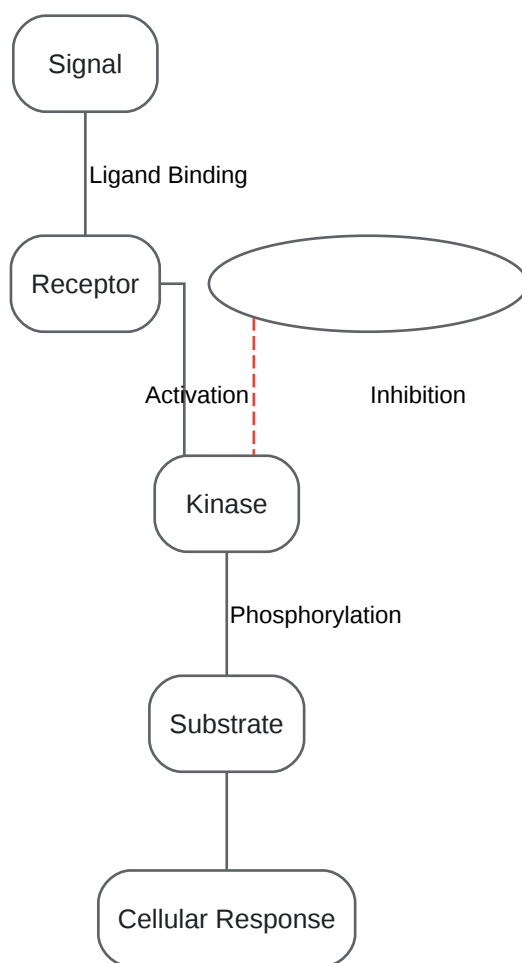 Signal
Ligand Binding
Receptor
Activation
Inhibition
Kinase
Phosphorylation
Substrate
Cellular Response